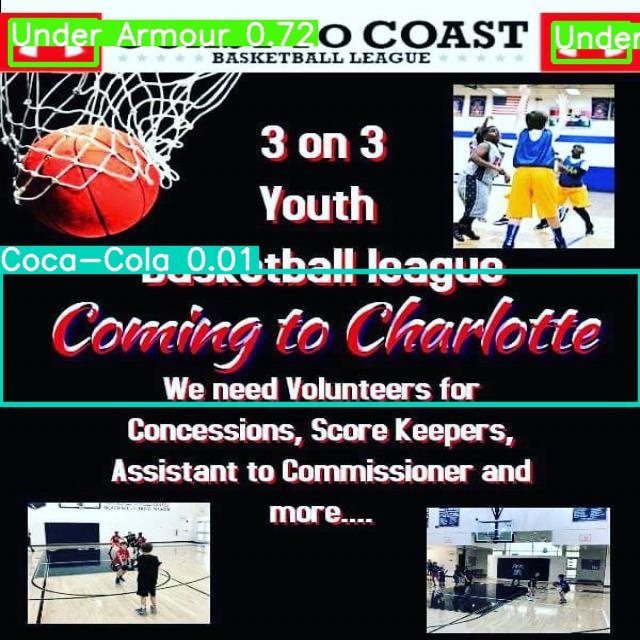 Under Armour 0.72
O COAST
Under
BASKETBALL LEAGUE
3 on 3
Youth
Coca-Cola 0.01
Basketball league
Coming to Charlotte
We need Volunteers for
Concessions, Score Keepers,
Assistant to Commissioner and
more....